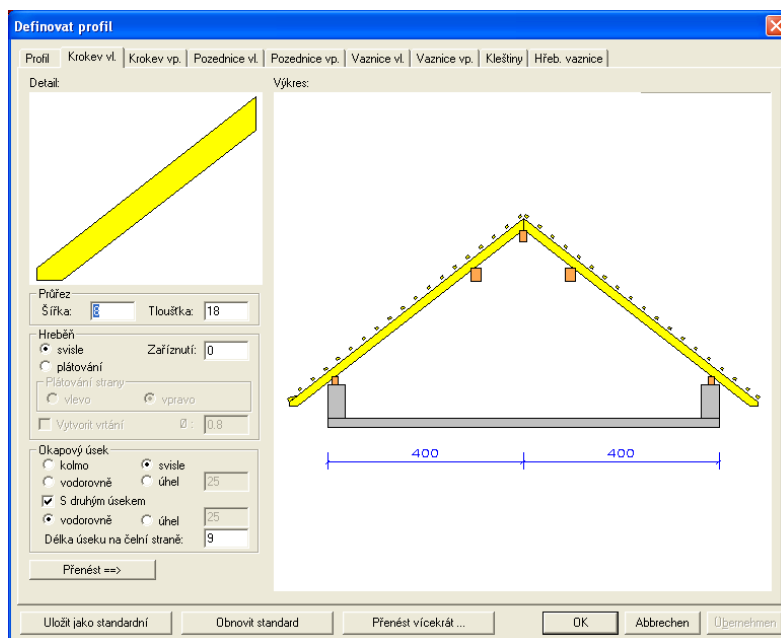 Definovat profil
Profil Krokev vl. Krokev vp. Pozednice vl. Pozednice vp. Vaznice vl. Vaznice vp. Kleštiny Hřeb. vaznice
Detail: Výkres:
Průřez
Šířka: 8 Tloušťka: 18
Hreběň
svisle Zaříznutí: 0
plátování
Plátování strany
vlevo vpravo
Vytvorit vrtání Ø : 0.8
Okapový úsek
kolmo svisle
vodorovně úhel 25
S druhým úsekem
vodorovně úhel 25
Délka úseku na čelní straně: 9
Přenést ==>
400 400
Uložit jako standardní Obnovit standard Přenést vícekrát ... OK Abbrechen Übernehmen